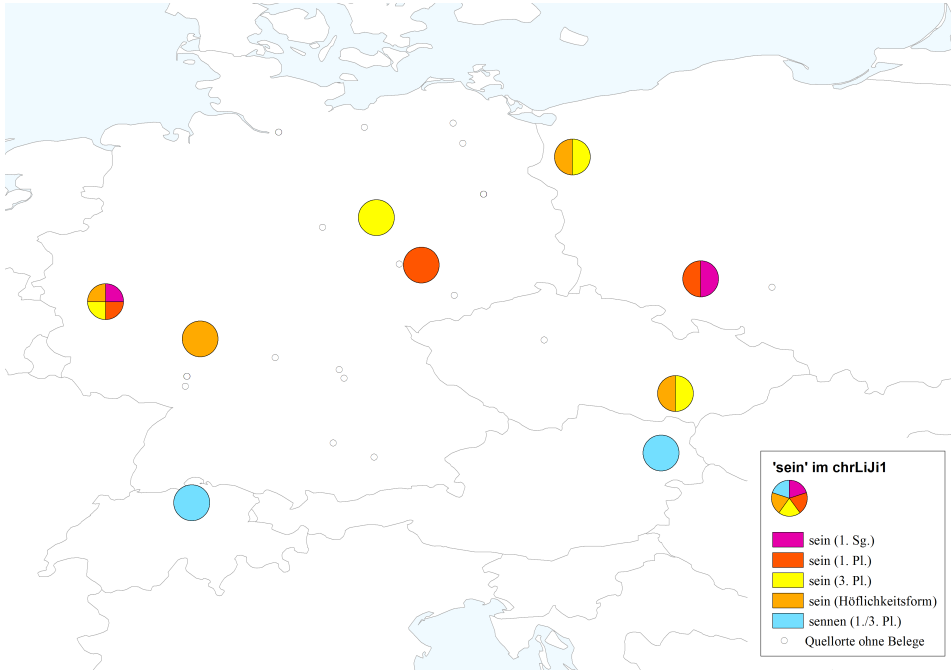 'sein' im chrLiJi1
sein (1. Sg.)
sein (1. Pl.)
sein (3. Pl.)
sein (Höflichkeitsform)
sennen (1./3. Pl.)
Quellorte ohne Belege